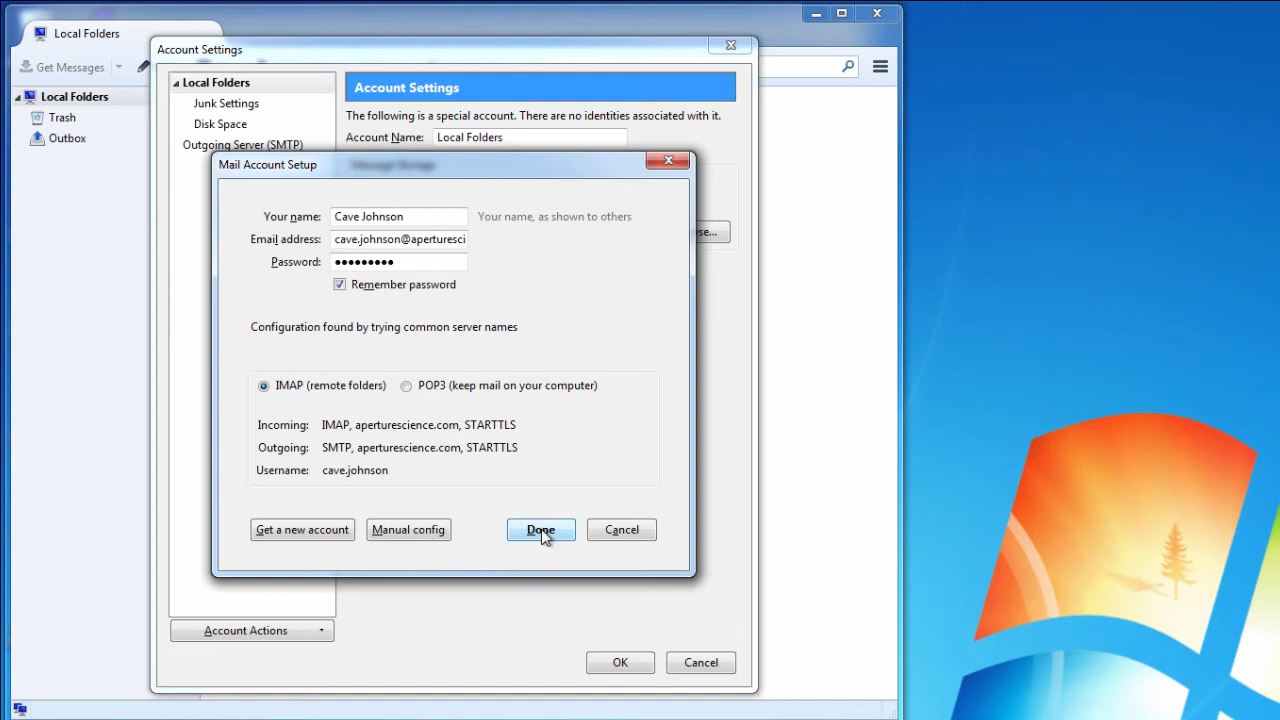 Local Folders
Account Settings
Get Messages
Local Folders
Trash
Outbox
Local Folders
Junk Settings
Disk Space
Outgoing Server (SMTP)
Account Settings
The following is a special account. There are no identities associated with it.
Account Name: Local Folders
Message Storage
se...
Mail Account Setup
Your name: Cave Johnson Your name, as shown to others
Email address: cave.johnson@aperturesci
Password: •••••••••
Remember password
Configuration found by trying common server names
IMAP (remote folders) POP3 (keep mail on your computer)
Incoming: IMAP, aperturescience.com, STARTTLS
Outgoing: SMTP, aperturescience.com, STARTTLS
Username: cave.johnson
Get a new account Manual config Done Cancel
Account Actions
OK Cancel